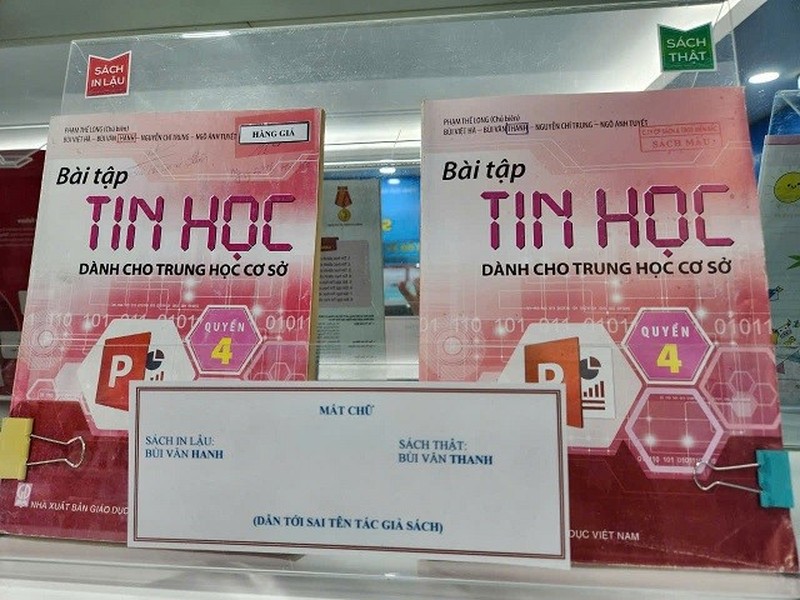 SÁCH
IN LẬU
SÁCH
THẬT
PHẠM THẾ LONG (Chủ biên)
BÙI VIỆT HÀ - BÙI VĂN HANH - NGUYỄN CHÍ TRUNG - NGÔ ÁNH TUYẾT
HÀNG GIẢ
Bài tập
TIN HỌC
DÀNH CHO TRUNG HỌC CƠ SỞ
110 101 01011
QUYỂN
4
P
NHÀ XUẤT BẢN GIÁO DỤC
PHẠM THẾ LONG (Chủ biên)
BÙI VIỆT HÀ - BÙI VĂN THANH - NGUYỄN CHÍ TRUNG - NGÔ ÁNH TUYẾT
SÁCH MẪU
Bài tập
TIN HỌC
DÀNH CHO TRUNG HỌC CƠ SỞ
01011
QUYỂN
4
P
DỤC VIỆT NAM
MẤT CHỮ
SÁCH IN LẬU:
BÙI VĂN HANH
SÁCH THẬT:
BÙI VĂN THANH
(DẪN TỚI SAI TÊN TÁC GIẢ SÁCH)